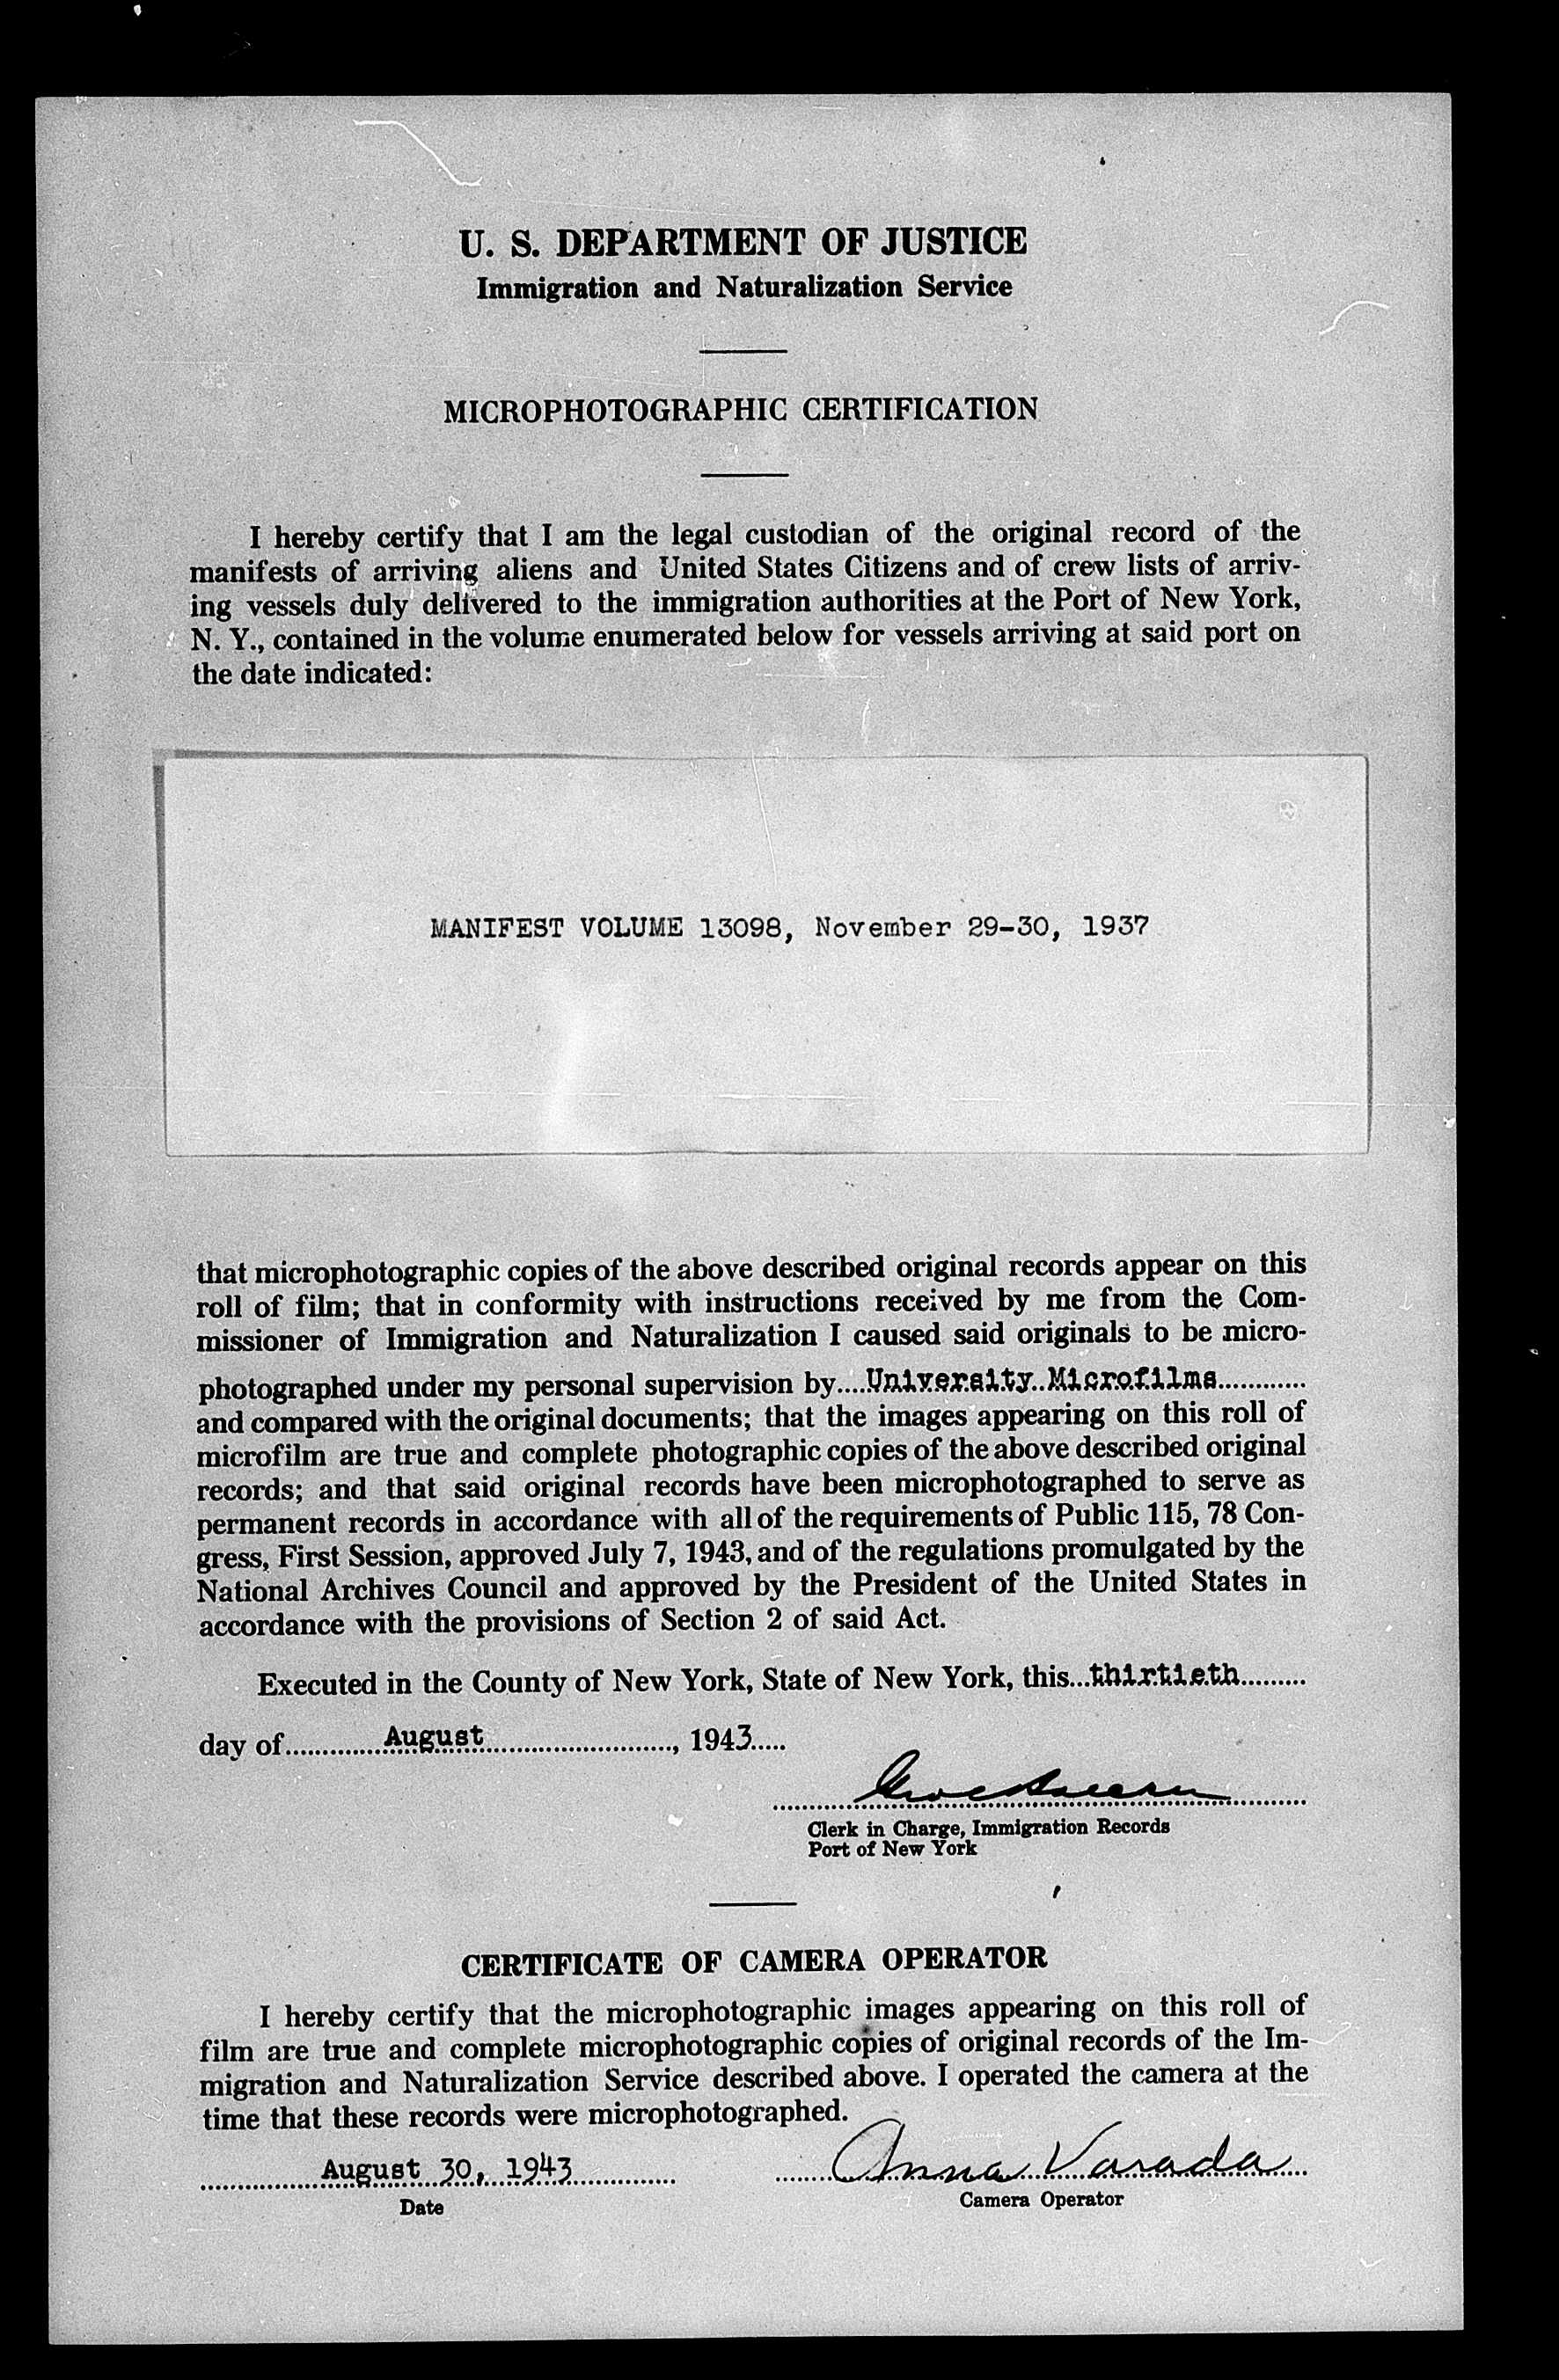 U. S. DEPARTMENT OF JUSTICE
Immigration and Naturalization Service
MICROPHOTOGRAPHIC CERTIFICATION
I hereby certify that I am the legal custodian of the original record of the
manifests of arriving aliens and United States Citizens and of crew lists of arriv-
ing vessels duly delivered to the immigration authorities at the Port of New York,
N. Y., contained in the volume enumerated below for vessels arriving at said port on
the date indicated:
MANIFEST VOLUME 13098, November 29-30, 1937
that microphotographic copies of the above described original records appear on this
roll of film; that in conformity with instructions received by me from the Com-
missioner of Immigration and Naturalization I caused said originals to be micro-
photographed under my personal supervision by....University Microfilms............
and compared with the original documents; that the images appearing on this roll of
microfilm are true and complete photographic copies of the above described original
records; and that said original records have been microphotographed to serve as
permanent records in accordance with all of the requirements of Public 115, 78 Con-
gress, First Session, approved July 7, 1943, and of the regulations promulgated by the
National Archives Council and approved by the President of the United States in
accordance with the provisions of Section 2 of said Act.
Executed in the County of New York, State of New York, this...thirtieth.........
day of.............August.........................., 1943.....
Clerk in Charge, Immigration Records
Port of New York
CERTIFICATE OF CAMERA OPERATOR
I hereby certify that the microphotographic images appearing on this roll of
film are true and complete microphotographic copies of original records of the Im-
migration and Naturalization Service described above. I operated the camera at the
time that these records were microphotographed.
August 30, 1943 Anna Varada
Date Camera Operator